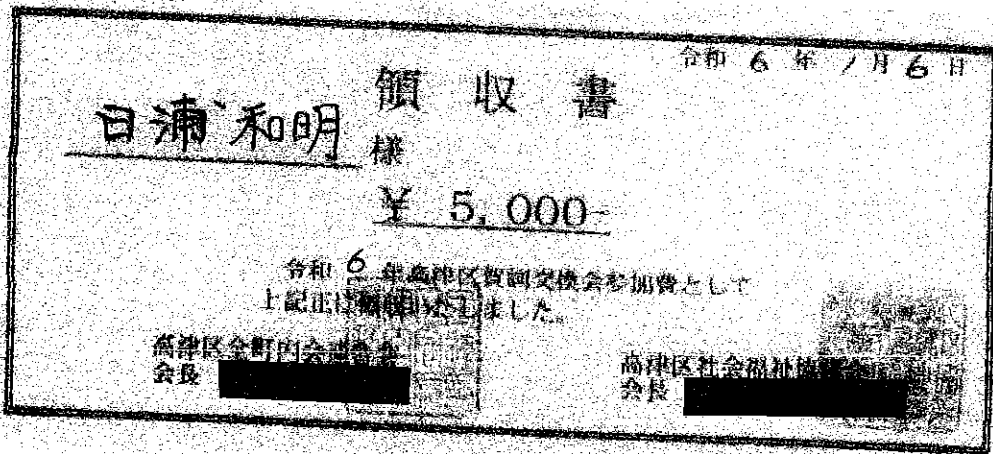 令和 6 年 1 月 6 日
領収書
日浦 和明 様
¥ 5,000-
令和 6 年高津区賀詞交換会参加費として
上記正に領収いたしました。
高津区全町内会連合会
会長
高津区社会福祉協議会
会長